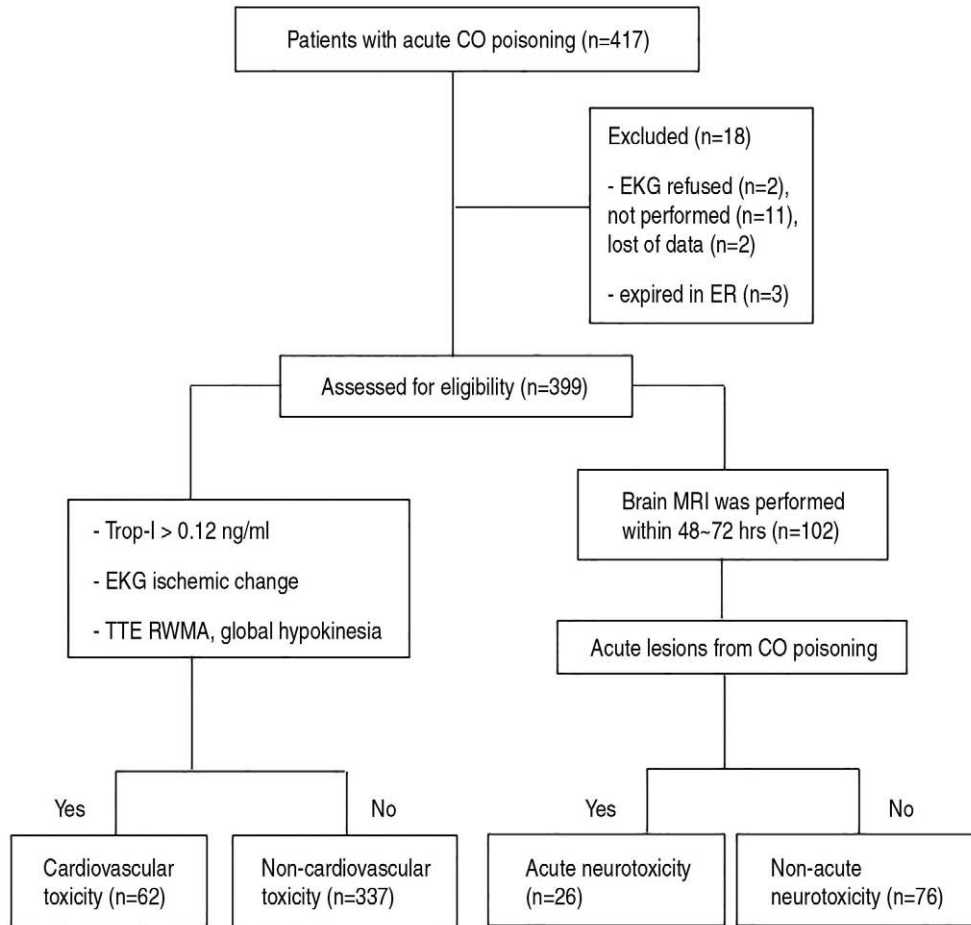 Patients with acute CO poisoning (n=417)
Excluded (n=18)
- EKG refused (n=2),
not performed (n=11),
lost of data (n=2)
- expired in ER (n=3)
Assessed for eligibility (n=399)
- Trop-I > 0.12 ng/ml
- EKG ischemic change
- TTE RWMA, global hypokinesia
Brain MRI was performed
within 48~72 hrs (n=102)
Acute lesions from CO poisoning
Yes
No
Cardiovascular
toxicity (n=62)
Non-cardiovascular
toxicity (n=337)
Yes
No
Acute neurotoxicity
(n=26)
Non-acute
neurotoxicity (n=76)